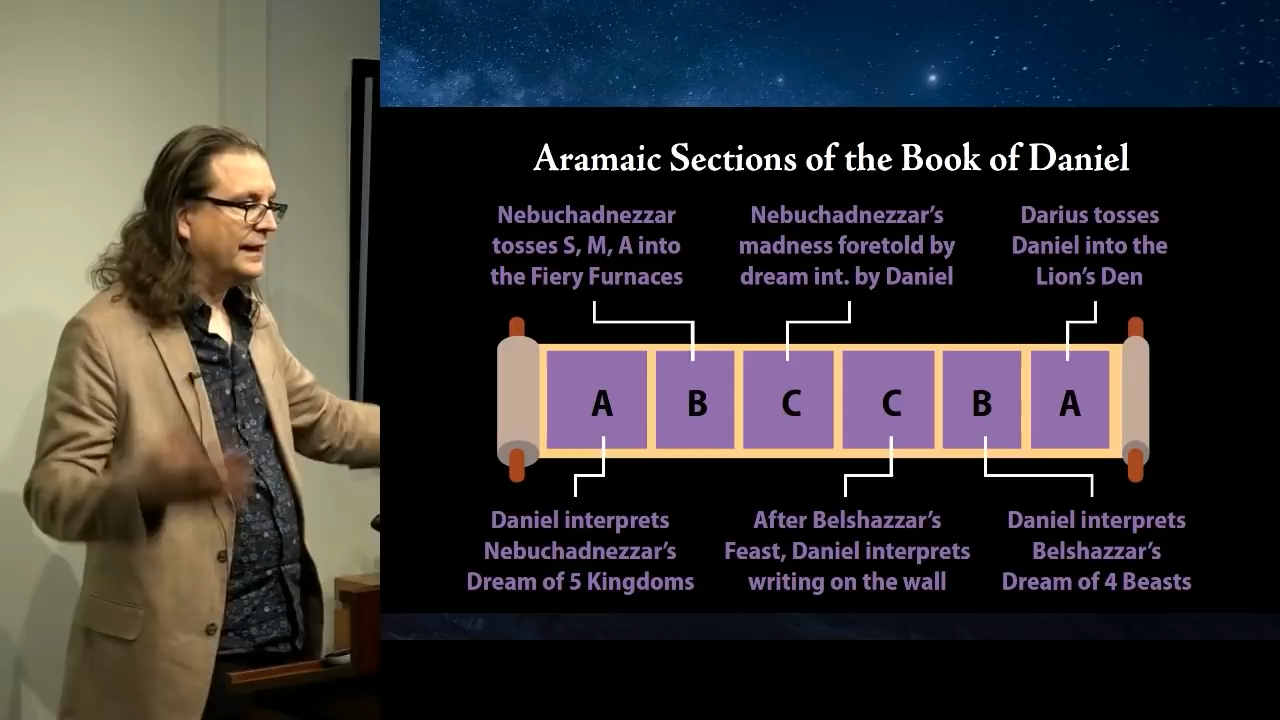 Aramaic Sections of the Book of Daniel
Nebuchadnezzar
tosses S, M, A into
the Fiery Furnaces
Nebuchadnezzar's
madness foretold by
dream int. by Daniel
Darius tosses
Daniel into the
Lion's Den
A B C C B A
Daniel interprets
Nebuchadnezzar's
Dream of 5 Kingdoms
After Belshazzar's
Feast, Daniel interprets
writing on the wall
Daniel interprets
Belshazzar's
Dream of 4 Beasts